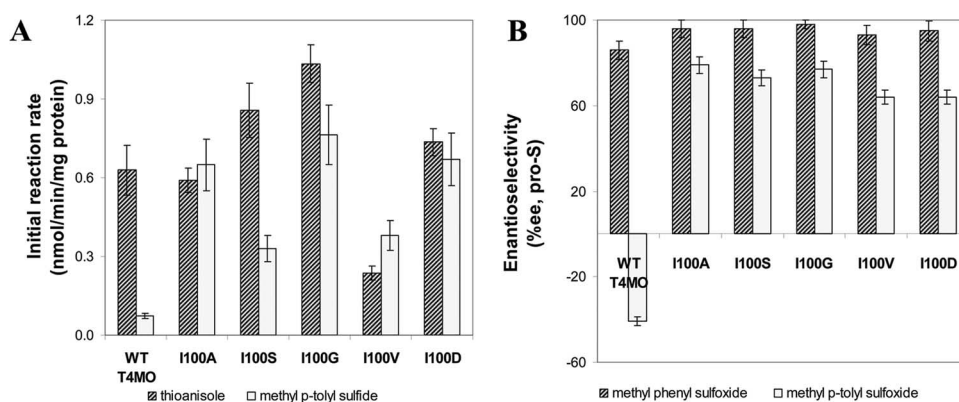 A
Initial reaction rate
(nmol/min/mg protein)
1.2
0.9
0.6
0.3
0.0
WT
T4MO
I100A
I100S
I100G
I100V
I100D
thioanisole
methyl p-tolyl sulfide
B
Enantioselectivity
(%ee, pro-S)
100
60
20
-20
-60
WT
T4MO
I100A
I100S
I100G
I100V
I100D
methyl phenyl sulfoxide
methyl p-tolyl sulfoxide